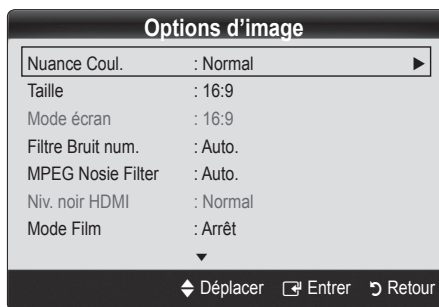 Options d’image
Nuance Coul. : Normal
Taille : 16:9
Mode écran : 16:9
Filtre Bruit num. : Auto.
MPEG Nosie Filter : Auto.
Niv. noir HDMI : Normal
Mode Film : Arrêt
Déplacer Entrer Retour